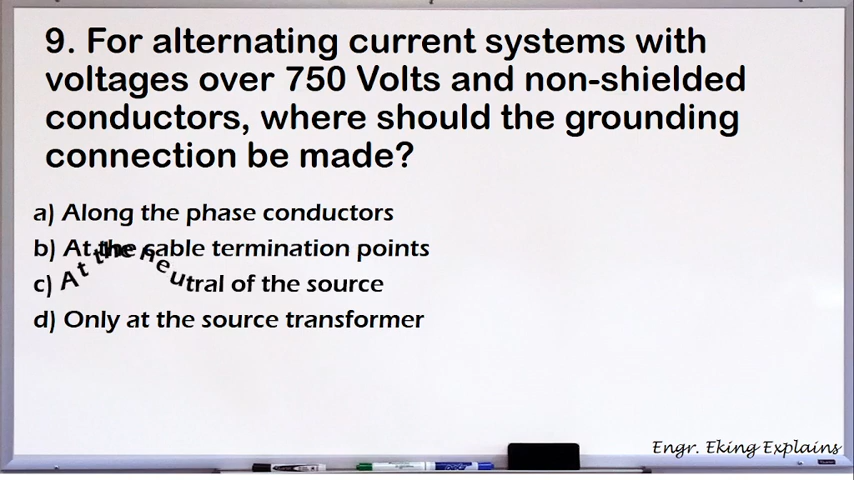 9. For alternating current systems with
voltages over 750 Volts and non-shielded
conductors, where should the grounding
connection be made?
a) Along the phase conductors
b) At the cable termination points
c) At the neutral of the source
d) Only at the source transformer
Engr. Eking Explains